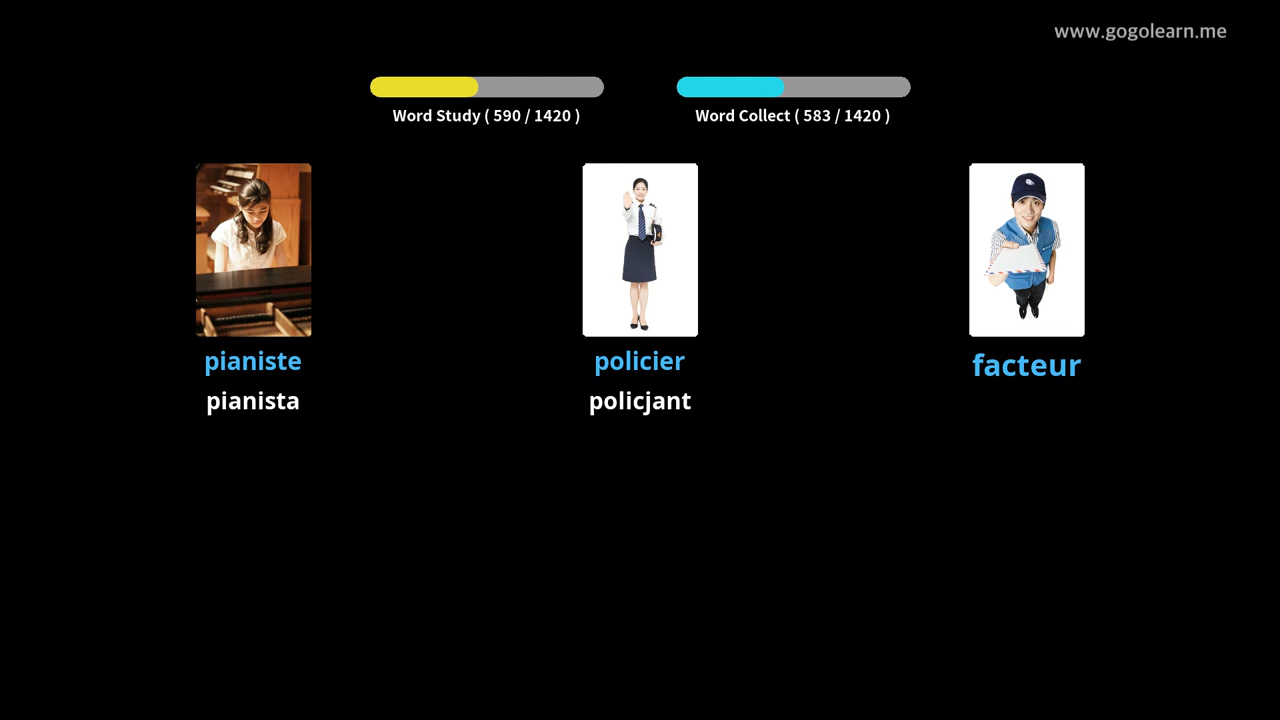 www.gogolearn.me
Word Study ( 590 / 1420 )
Word Collect ( 583 / 1420 )
pianiste
policier
facteur
pianista
policjant